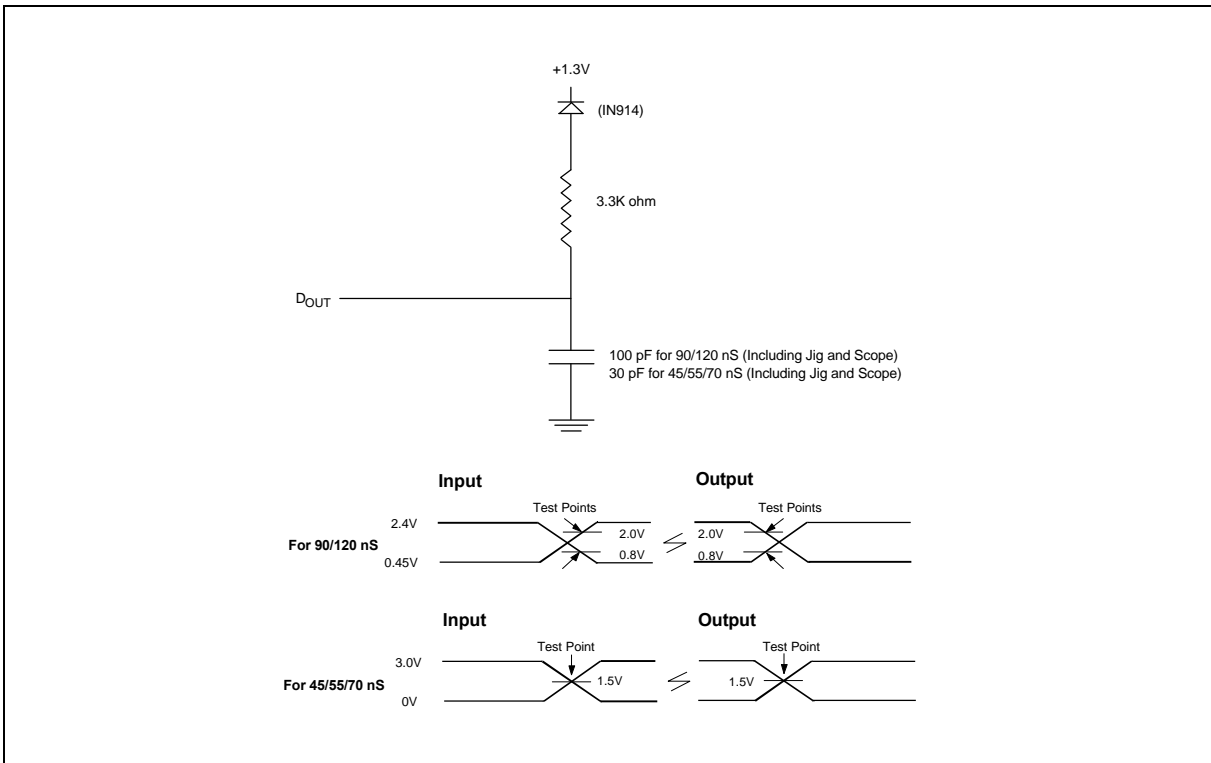 +1.3V
(IN914)
3.3K ohm
DOUT
100 pF for 90/120 nS (Including Jig and Scope)
30 pF for 45/55/70 nS (Including Jig and Scope)
Input
Output
Test Points
Test Points
2.4V
2.0V
2.0V
For 90/120 nS
0.8V
0.8V
0.45V
Input
Output
Test Point
Test Point
3.0V
1.5V
1.5V
For 45/55/70 nS
0V